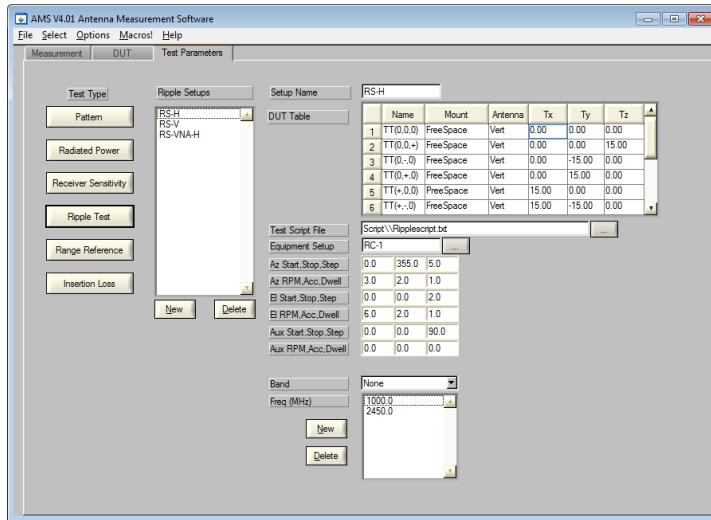 AMS V4.01 Antenna Measurement Software
File Select Options Macros! Help
Measurement DUT Test Parameters
Test Type
Pattern
Radiated Power
Receiver Sensitivity
Ripple Test
Range Reference
Insertion Loss
Ripple Setups
RS-H
RS-V
RS-VNA-H
New Delete
Setup Name RS-H
DUT Table
Name Mount Antenna Tx Ty Tz
1 TT(0,0,0) FreeSpace Vert 0.00 0.00 0.00
2 TT(0,0,+) FreeSpace Vert 0.00 0.00 15.00
3 TT(0,-,0) FreeSpace Vert 0.00 -15.00 0.00
4 TT(0,+,0) FreeSpace Vert 0.00 15.00 0.00
5 TT(+,0,0) FreeSpace Vert 15.00 0.00 0.00
6 TT(+,-,0) FreeSpace Vert 15.00 -15.00 0.00
Test Script File Script\\Ripplescript.txt ...
Equipment Setup RC-1 ...
Az Start,Stop,Step 0.0 355.0 5.0
Az RPM,Acc,Dwell 3.0 2.0 1.0
El Start,Stop,Step 0.0 0.0 2.0
El RPM,Acc,Dwell 6.0 2.0 1.0
Aux Start,Stop,Step 0.0 0.0 90.0
Aux RPM,Acc,Dwell 0.0 0.0 0.0
Band None
Freq (MHz) 1000.0
2450.0
New
Delete